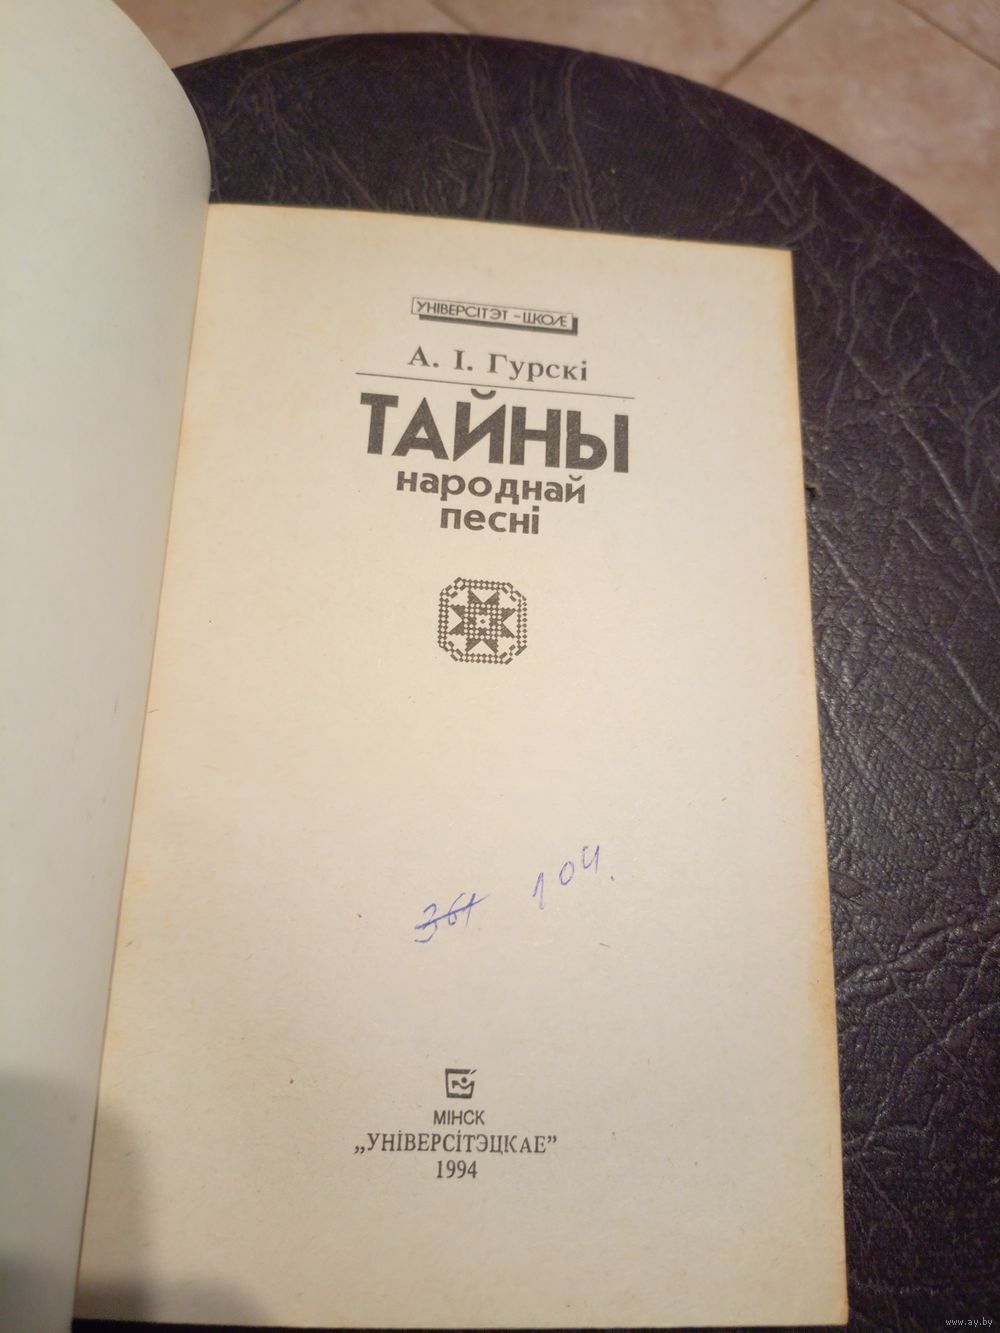 УНІВЕРСІТЭТ – ШКОЛЕ
А. І. Гурскі
ТАЙНЫ
народнай
песні
361 104.
МІНСК
„УНІВЕРСІТЭЦКАЕ”
1994
www.ay.by